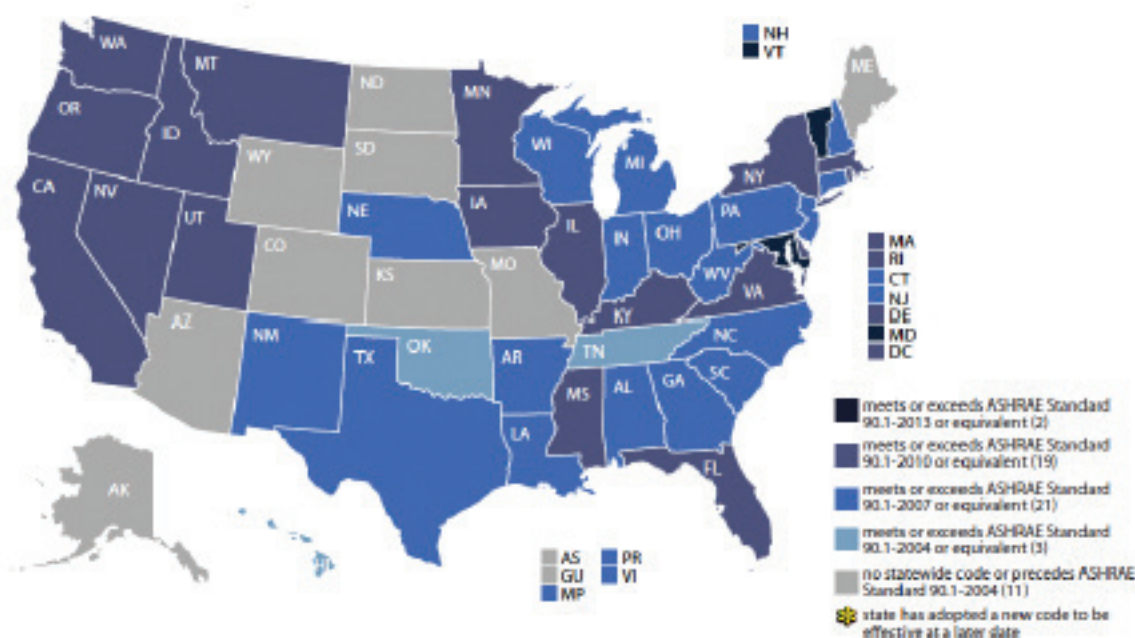 WA
MT
ND
MN
OR
ID
WY
SD
WI
MI
NY
ME
NH
VT
CA
NV
UT
CO
NE
KS
IA
MO
IL
IN
OH
PA
WV
VA
KY
AZ
NM
TX
OK
AR
TN
NC
SC
MS
AL
GA
LA
FL
AK
HI
MA
RI
CT
NJ
DE
MD
DC
AS
GU
MP
PR
VI
meets or exceeds ASHRAE Standard
90.1-2013 or equivalent (2)
meets or exceeds ASHRAE Standard
90.1-2010 or equivalent (19)
meets or exceeds ASHRAE Standard
90.1-2007 or equivalent (21)
meets or exceeds ASHRAE Standard
90.1-2004 or equivalent (3)
no statewide code or precedes ASHRAE
Standard 90.1-2004 (11)
state has adopted a new code to be
effective at a later date